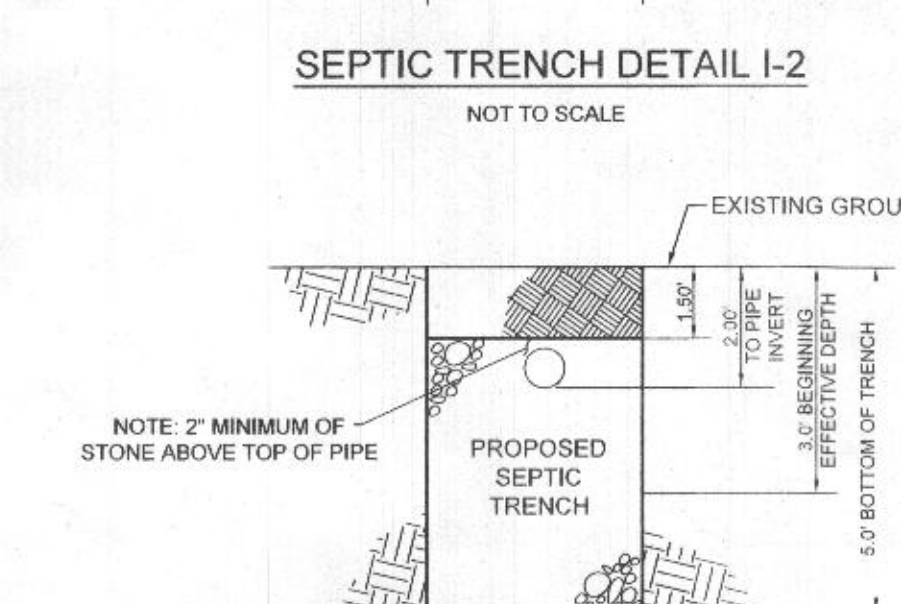 SEPTIC TRENCH DETAIL I-2
NOT TO SCALE
EXISTING GROU
1.50'
2.00'
TO PIPE
INVERT
3.0' BEGINNING
EFFECTIVE DEPTH
5.0' BOTTOM OF TRENCH
NOTE: 2" MINIMUM OF
STONE ABOVE TOP OF PIPE
PROPOSED
SEPTIC
TRENCH